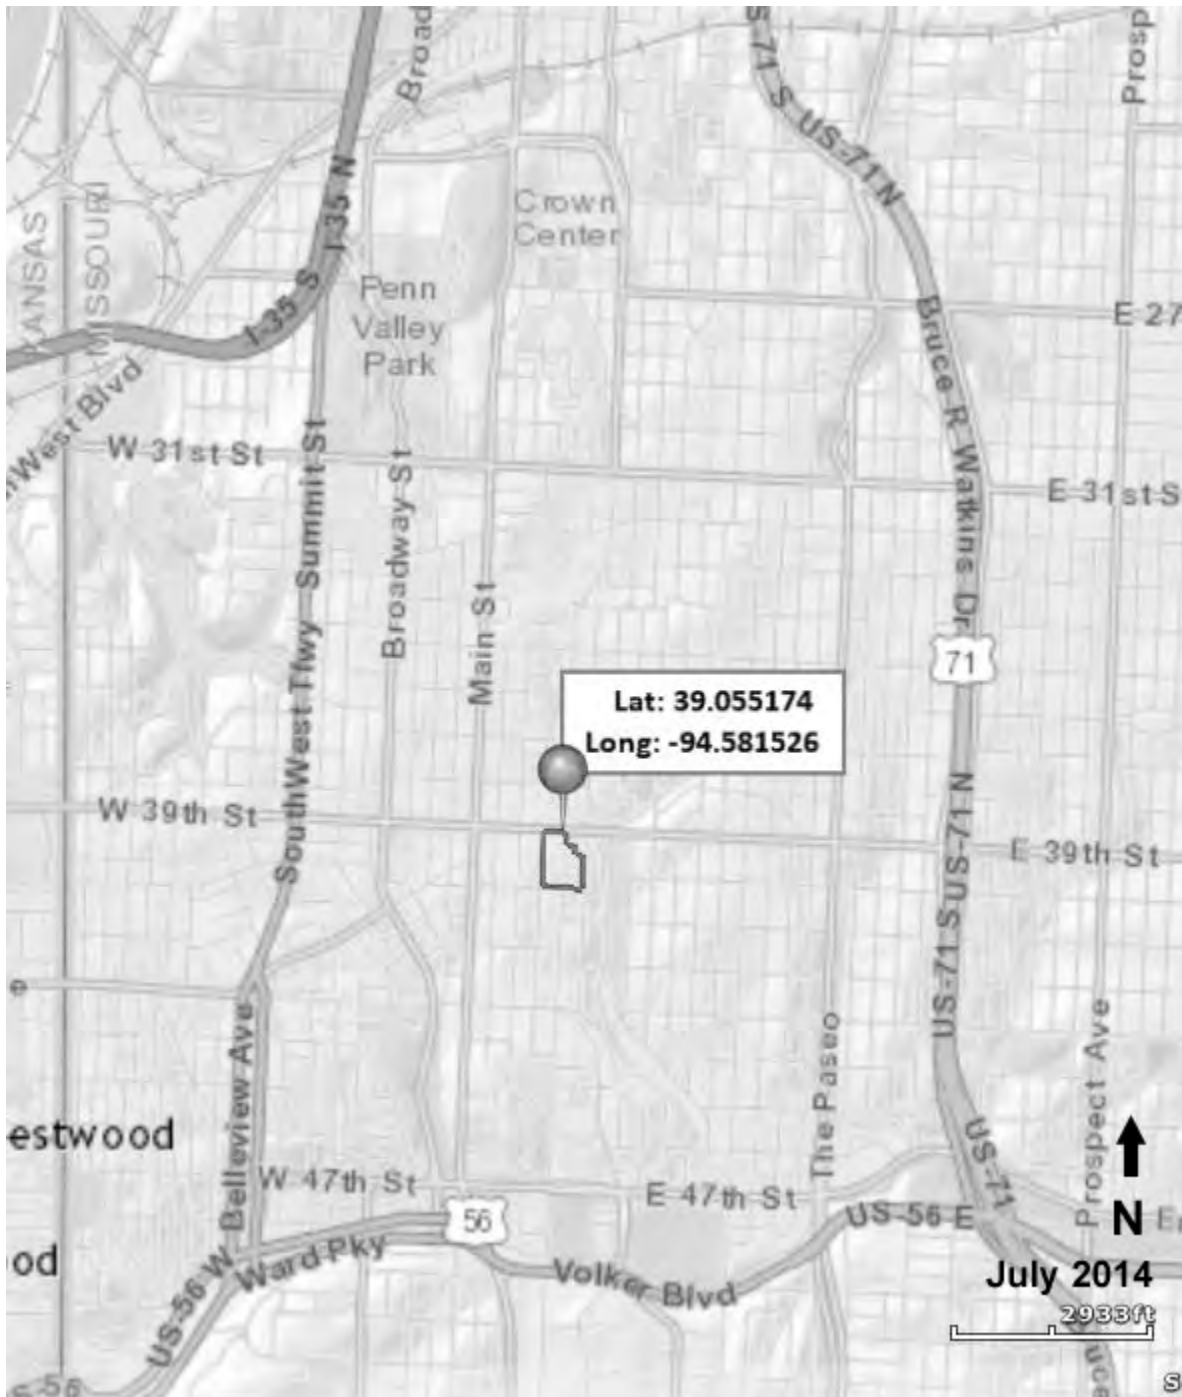 Broad
S 71 S
US-71 N
Prosp
I-35 N
I-35 S
KANSAS
MISSOURI
Crown
Center
Penn
Valley
Park
E 27
Bruce R Watkins Dr
West Blvd
W 31st St
E 31st S
SouthWest Tfwy
Summit St
Broadway St
Main St
71
Lat: 39.055174
Long: -94.581526
W 39th St
E 39th St
US-71 N
US-71 S
The Paseo
Prospect Ave
Belleview Ave
estwood
W 47th St
E 47th St
US-71
56
US-56 E
N
Er
od
US-56 W
Ward Pky
Volker Blvd
July 2014
2933ft
S-56
uc
s